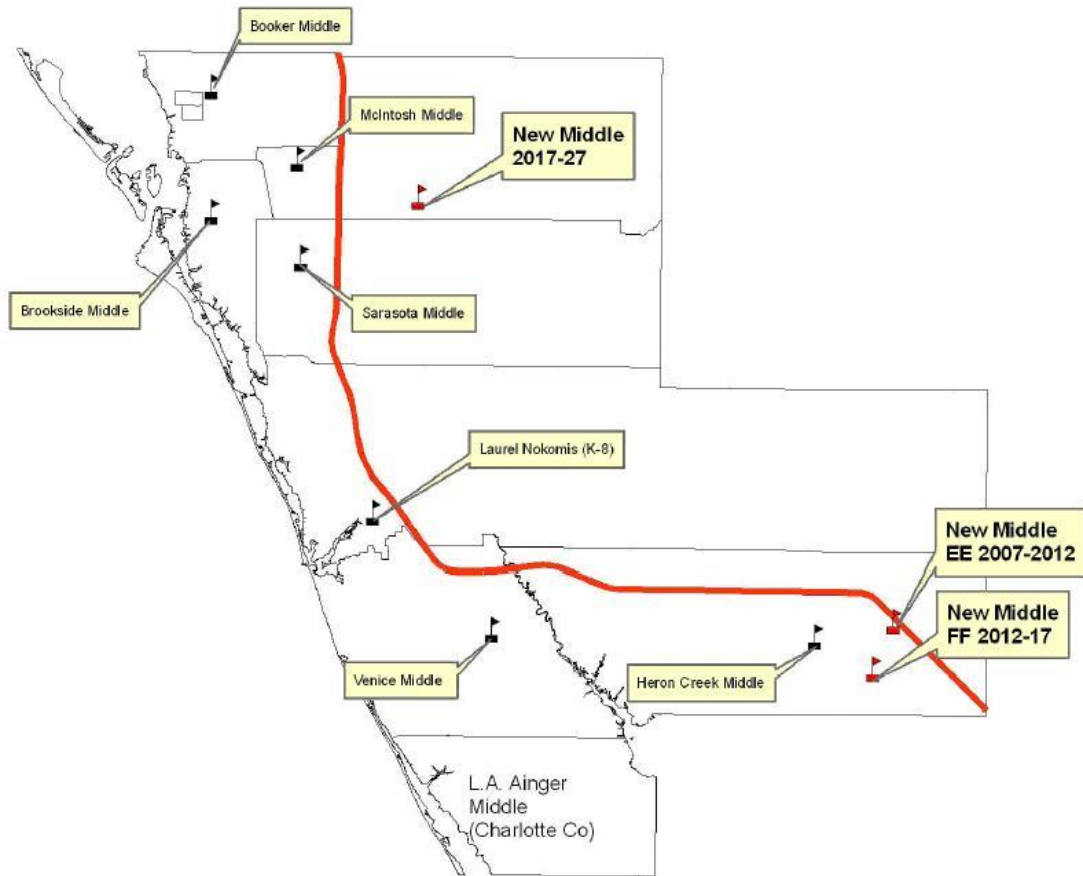 Booker Middle
McIntosh Middle
New Middle
2017-27
Brookside Middle
Sarasota Middle
Laurel Nokomis (K-8)
New Middle
EE 2007-2012
New Middle
FF 2012-17
Venice Middle
Heron Creek Middle
L.A. Ainger
Middle
(Charlotte Co)